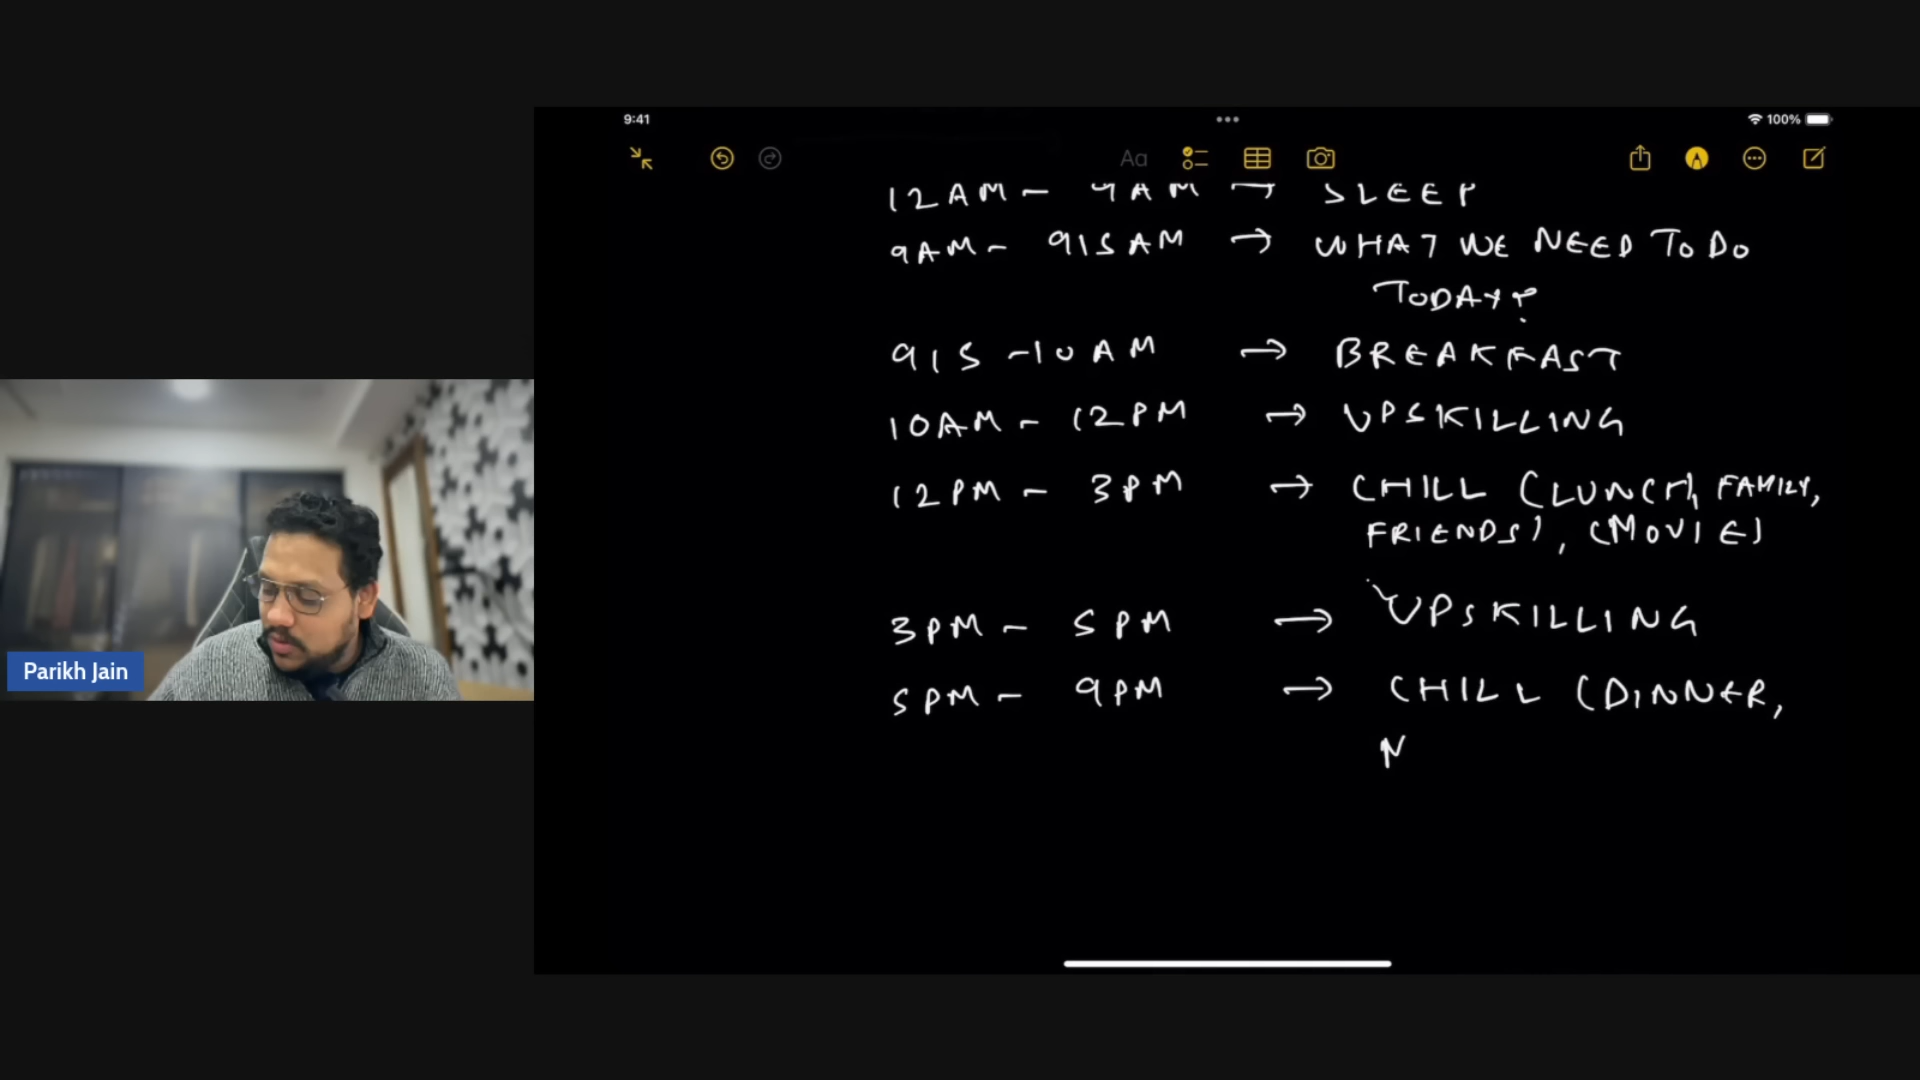 9:41
100%
Aa
12AM - 9AM → SLEEP
9AM - 915AM → WHAT WE NEED TO DO
TODAY?
915 - 10AM → BREAKFAST
10AM - 12PM → UPSKILLING
12PM - 3PM → CHILL (LUNCH, FAMILY,
FRIENDS), (MOVIE)
3PM - 5PM → UPSKILLING
Parikh Jain
5PM - 9PM → CHILL (DINNER,
N